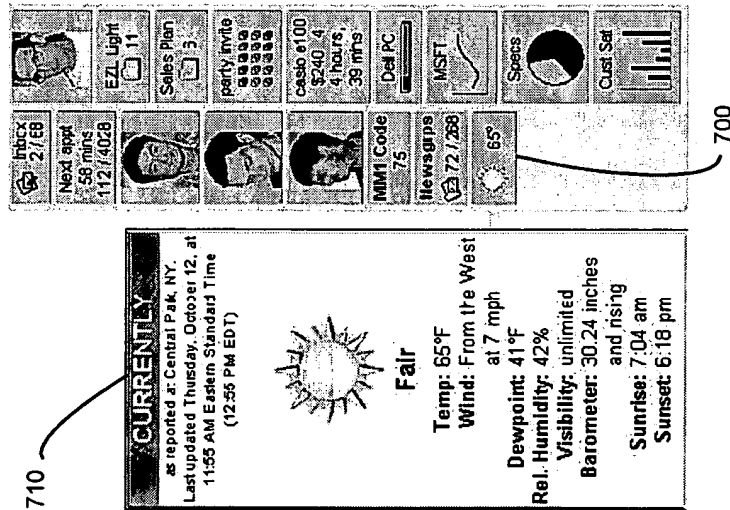 710
CURRENTLY
as reported at Central Park, NY.
Last updated Thursday, October 12, at
11:55 AM Eastern Standard Time
(12:55 PM EDT)
Fair
Temp: 65°F
Wind: From the West
at 7 mph
Dewpoint: 41°F
Rel. Humidity: 42%
Visibility: unlimited
Barometer: 30.24 inches
and rising
Sunrise: 7:04 am
Sunset: 6:18 pm
Inbox
2 / 68
Next appt
58 mins
112 / 4028
MM1 Code
75
Newsgrps
72 / 268
65°
EZL Light
11
Sales Plan
3
party invite
casio e100
$240 4
4 hours,
39 mins
Dell PC
MSFT
Specs
Cust Sat
700